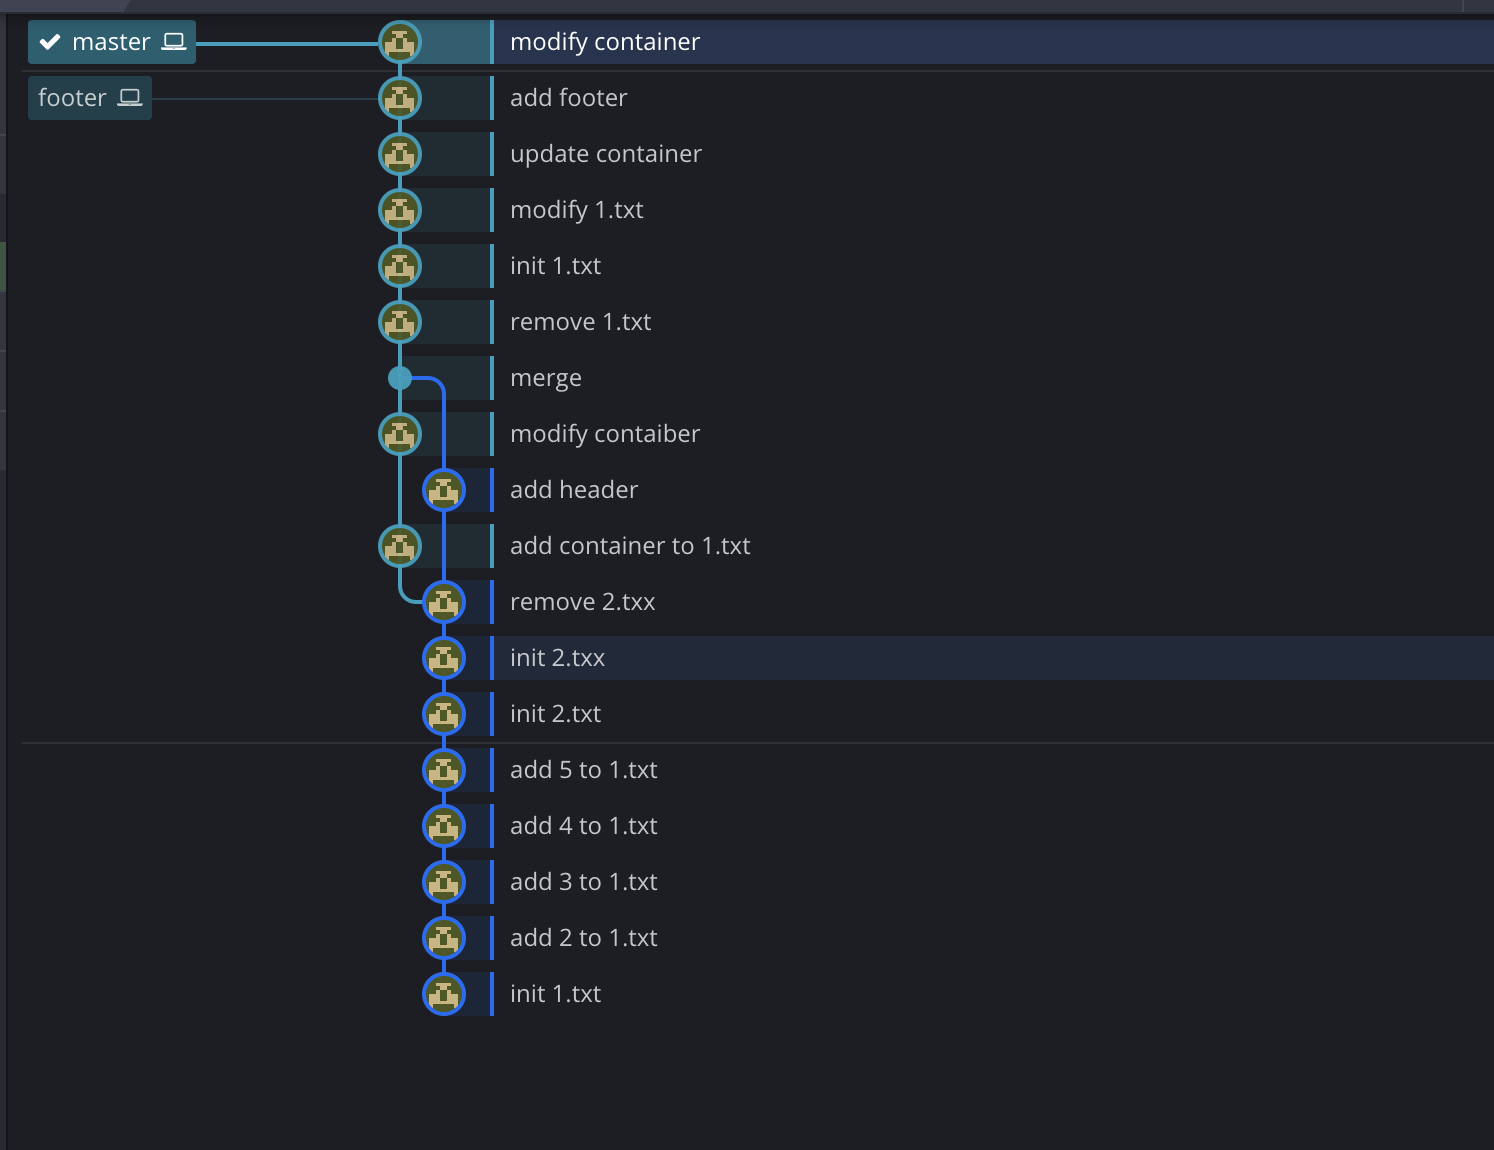 master
modify container
footer
add footer
update container
modify 1.txt
init 1.txt
remove 1.txt
merge
modify contaiber
add header
add container to 1.txt
remove 2.txx
init 2.txx
init 2.txt
add 5 to 1.txt
add 4 to 1.txt
add 3 to 1.txt
add 2 to 1.txt
init 1.txt